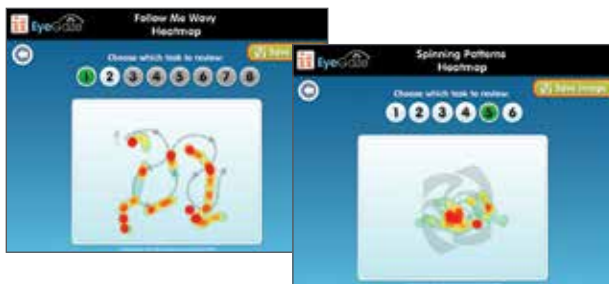 EyeGaze
Follow Me Wavy
Heatmap
Save
Choose which task to review:
1 2 3 4 5 6 7 8
EyeGaze
Spinning Patterns
Heatmap
Save Image
Choose which task to review:
1 2 3 4 5 6